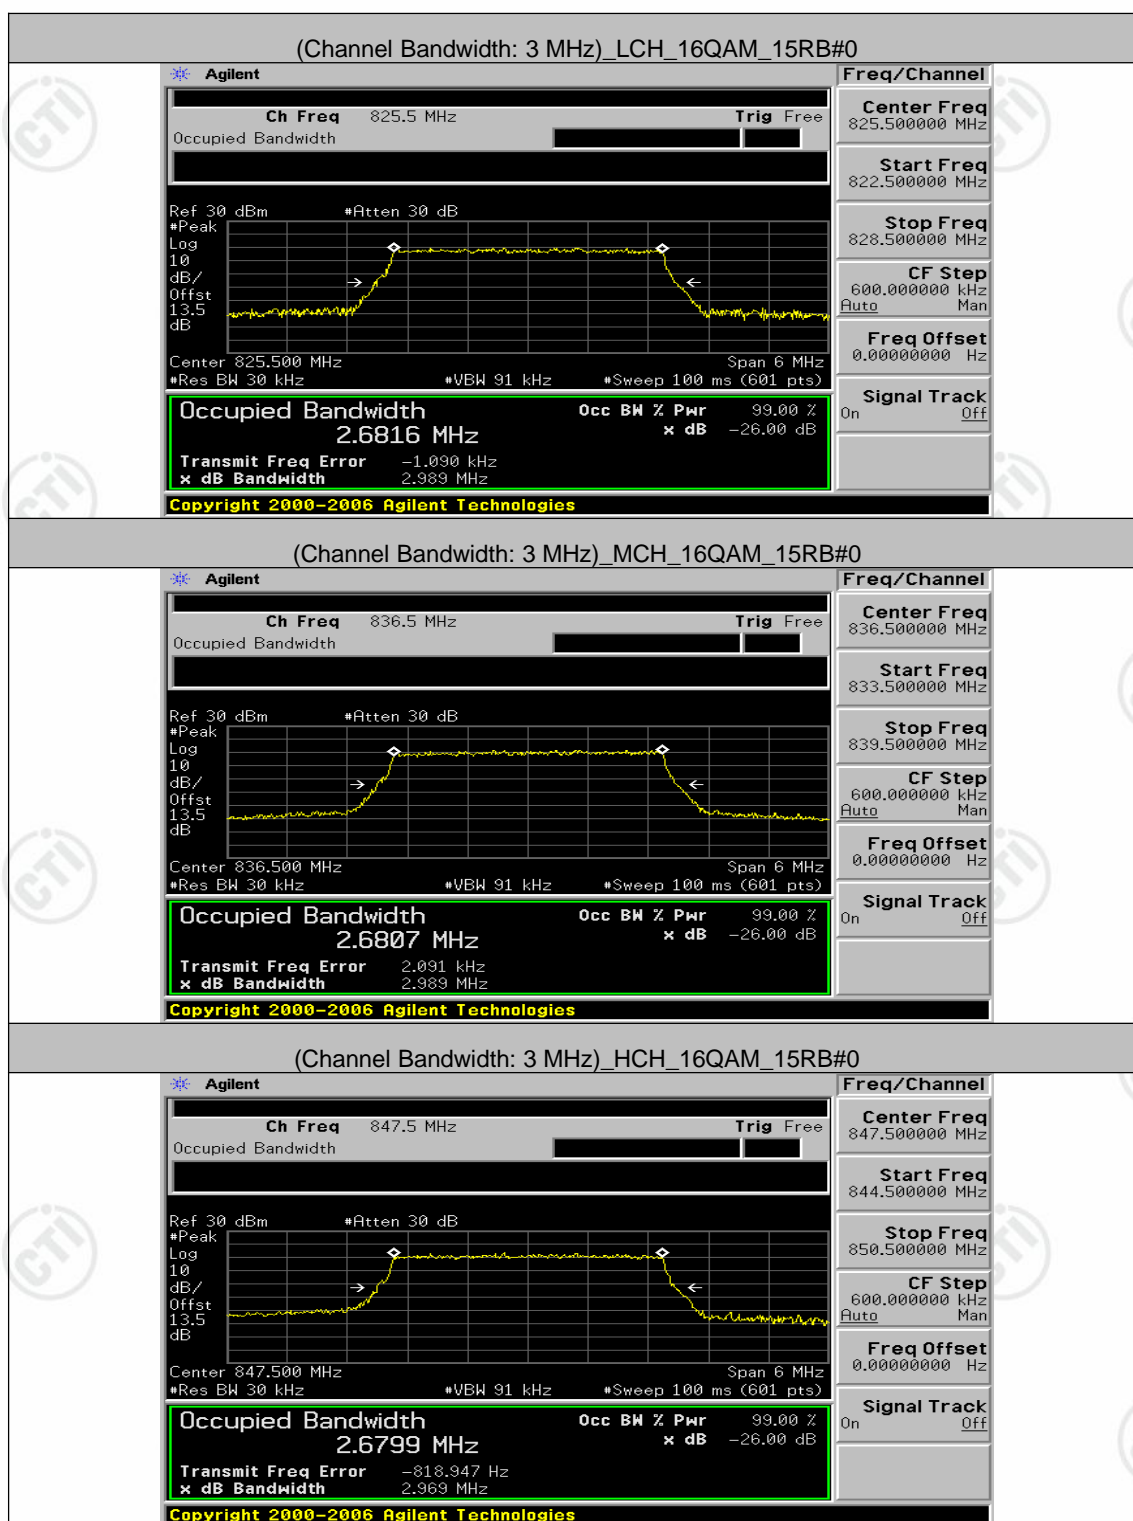 (Channel Bandwidth: 3 MHz)_LCH_16QAM_15RB#0
Agilent
Freq/Channel
Ch Freq 825.5 MHz Trig Free
Occupied Bandwidth
Center Freq
825.500000 MHz
Start Freq
822.500000 MHz
Stop Freq
828.500000 MHz
CF Step
600.000000 kHz
Auto Man
Freq Offset
0.00000000 Hz
Signal Track
On Off
Ref 30 dBm #Atten 30 dB
#Peak
Log
10
dB/
Offst
13.5
dB
Center 825.500 MHz Span 6 MHz
#Res BW 30 kHz #VBW 91 kHz #Sweep 100 ms (601 pts)
Occupied Bandwidth Occ BW % Pwr 99.00 %
2.6816 MHz x dB -26.00 dB
Transmit Freq Error -1.090 kHz
x dB Bandwidth 2.989 MHz
Copyright 2000-2006 Agilent Technologies
(Channel Bandwidth: 3 MHz)_MCH_16QAM_15RB#0
Agilent
Freq/Channel
Ch Freq 836.5 MHz Trig Free
Occupied Bandwidth
Center Freq
836.500000 MHz
Start Freq
833.500000 MHz
Stop Freq
839.500000 MHz
CF Step
600.000000 kHz
Auto Man
Freq Offset
0.00000000 Hz
Signal Track
On Off
Ref 30 dBm #Atten 30 dB
#Peak
Log
10
dB/
Offst
13.5
dB
Center 836.500 MHz Span 6 MHz
#Res BW 30 kHz #VBW 91 kHz #Sweep 100 ms (601 pts)
Occupied Bandwidth Occ BW % Pwr 99.00 %
2.6807 MHz x dB -26.00 dB
Transmit Freq Error 2.091 kHz
x dB Bandwidth 2.989 MHz
Copyright 2000-2006 Agilent Technologies
(Channel Bandwidth: 3 MHz)_HCH_16QAM_15RB#0
Agilent
Freq/Channel
Ch Freq 847.5 MHz Trig Free
Occupied Bandwidth
Center Freq
847.500000 MHz
Start Freq
844.500000 MHz
Stop Freq
850.500000 MHz
CF Step
600.000000 kHz
Auto Man
Freq Offset
0.00000000 Hz
Signal Track
On Off
Ref 30 dBm #Atten 30 dB
#Peak
Log
10
dB/
Offst
13.5
dB
Center 847.500 MHz Span 6 MHz
#Res BW 30 kHz #VBW 91 kHz #Sweep 100 ms (601 pts)
Occupied Bandwidth Occ BW % Pwr 99.00 %
2.6799 MHz x dB -26.00 dB
Transmit Freq Error -818.947 Hz
x dB Bandwidth 2.969 MHz
Copyright 2000-2006 Agilent Technologies
CTI
CTI
CTI
CTI